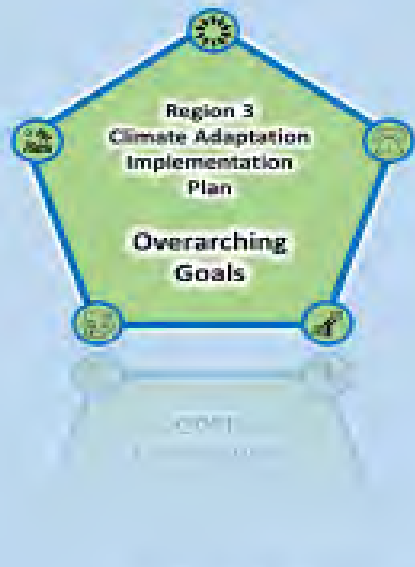 Region 3
Climate Adaptation
Implementation
Plan
Overarching
Goals